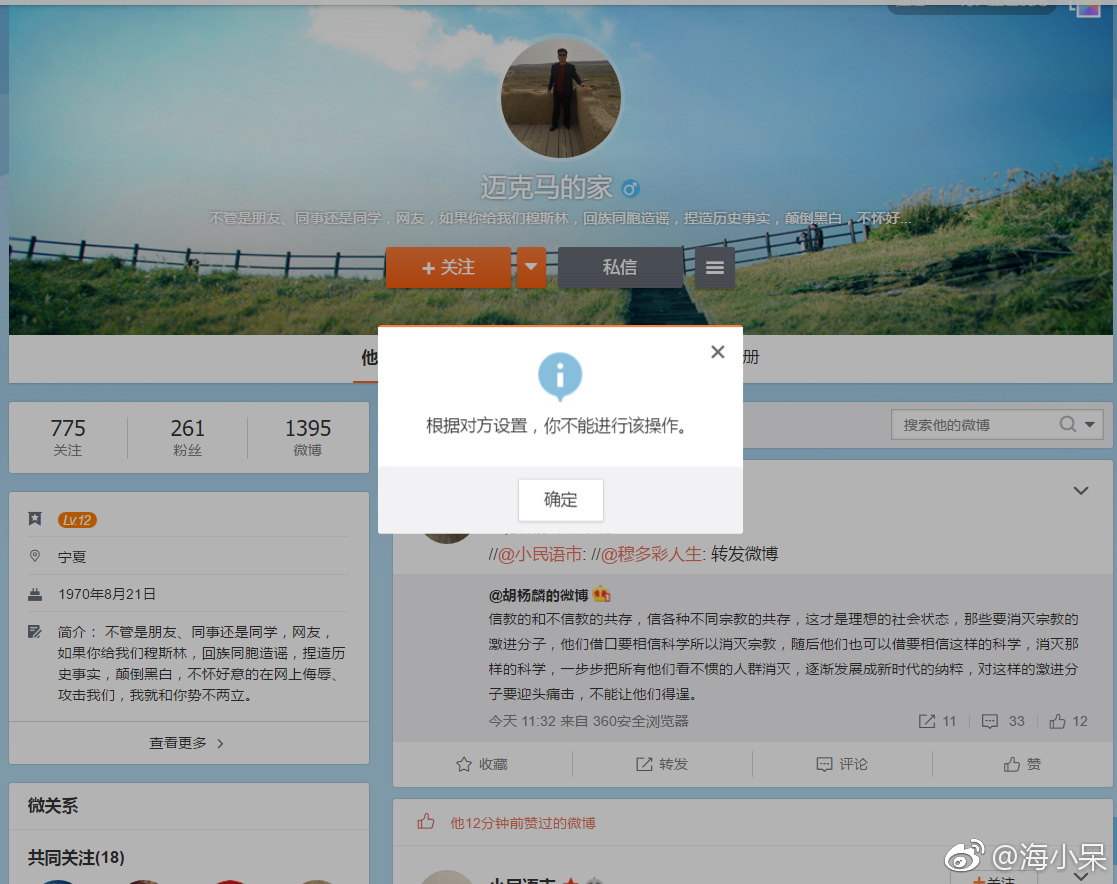 迈克马的家
不管是朋友、同事还是同学，网友，如果你给我们穆斯林，回族同胞造谣，捏造历史事实，颠倒黑白，不怀好...
+关注
私信
他
册
根据对方设置，你不能进行该操作。
确定
775
关注
261
粉丝
1395
微博
搜索他的微博
Lv.12
宁夏
1970年8月21日
简介： 不管是朋友、同事还是同学，网友，
如果你给我们穆斯林，回族同胞造谣，捏造历
史事实，颠倒黑白，不怀好意的在网上侮辱、
攻击我们，我就和你势不两立。
查看更多
微关系
共同关注(18)
//@小民语市: //@穆多彩人生: 转发微博
@胡杨麟的微博
信教的和不信教的共存，信各种不同宗教的共存，这才是理想的社会状态，那些要消灭宗教的
激进分子，他们借口要相信科学所以消灭宗教，随后他们也可以借要相信这样的科学，消灭那
样的科学，一步步把所有他们看不惯的人群消灭，逐渐发展成新时代的纳粹，对这样的激进分
子要迎头痛击，不能让他们得逞。
今天 11:32 来自 360安全浏览器
11
33
12
收藏
转发
评论
赞
他12分钟前赞过的微博
小民语市
+关注
@海小呆